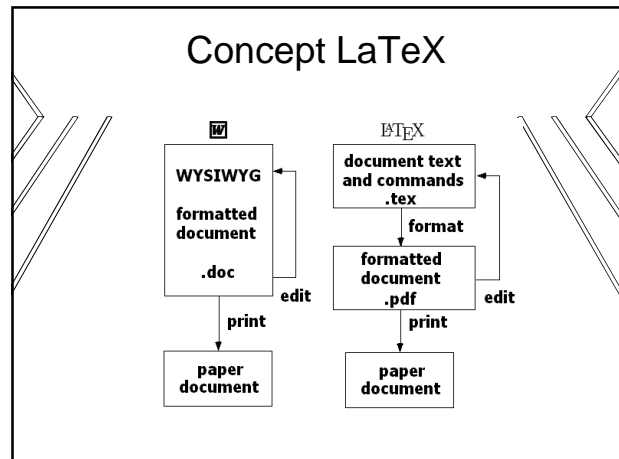 Concept LaTeX
W
WYSIWYG
formatted
document
.doc
edit
print
paper
document
LATEX
document text
and commands
.tex
format
formatted
document
.pdf
edit
print
paper
document